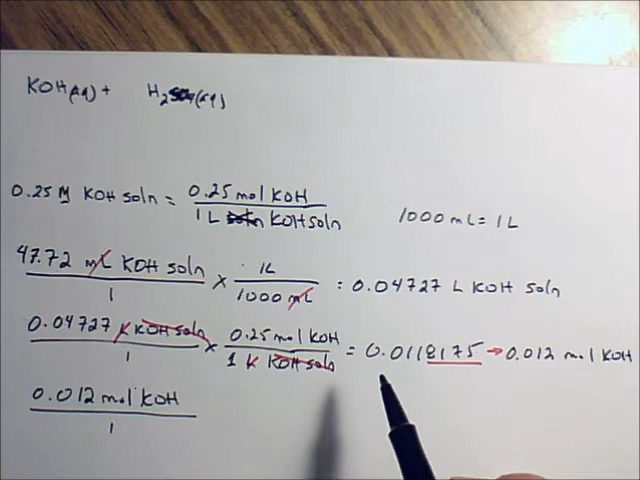 KOH(aq) + H₂SO₄(aq)
0.25 M KOH soln = 0.25 mol KOH / 1 L KOH soln 1000 mL = 1 L
47.72 mL KOH soln / 1 × 1L / 1000 mL = 0.04727 L KOH soln
0.04727 L KOH soln / 1 × 0.25 mol KOH / 1 L KOH soln = 0.0118175 → 0.012 mol KOH
0.012 mol KOH / 1